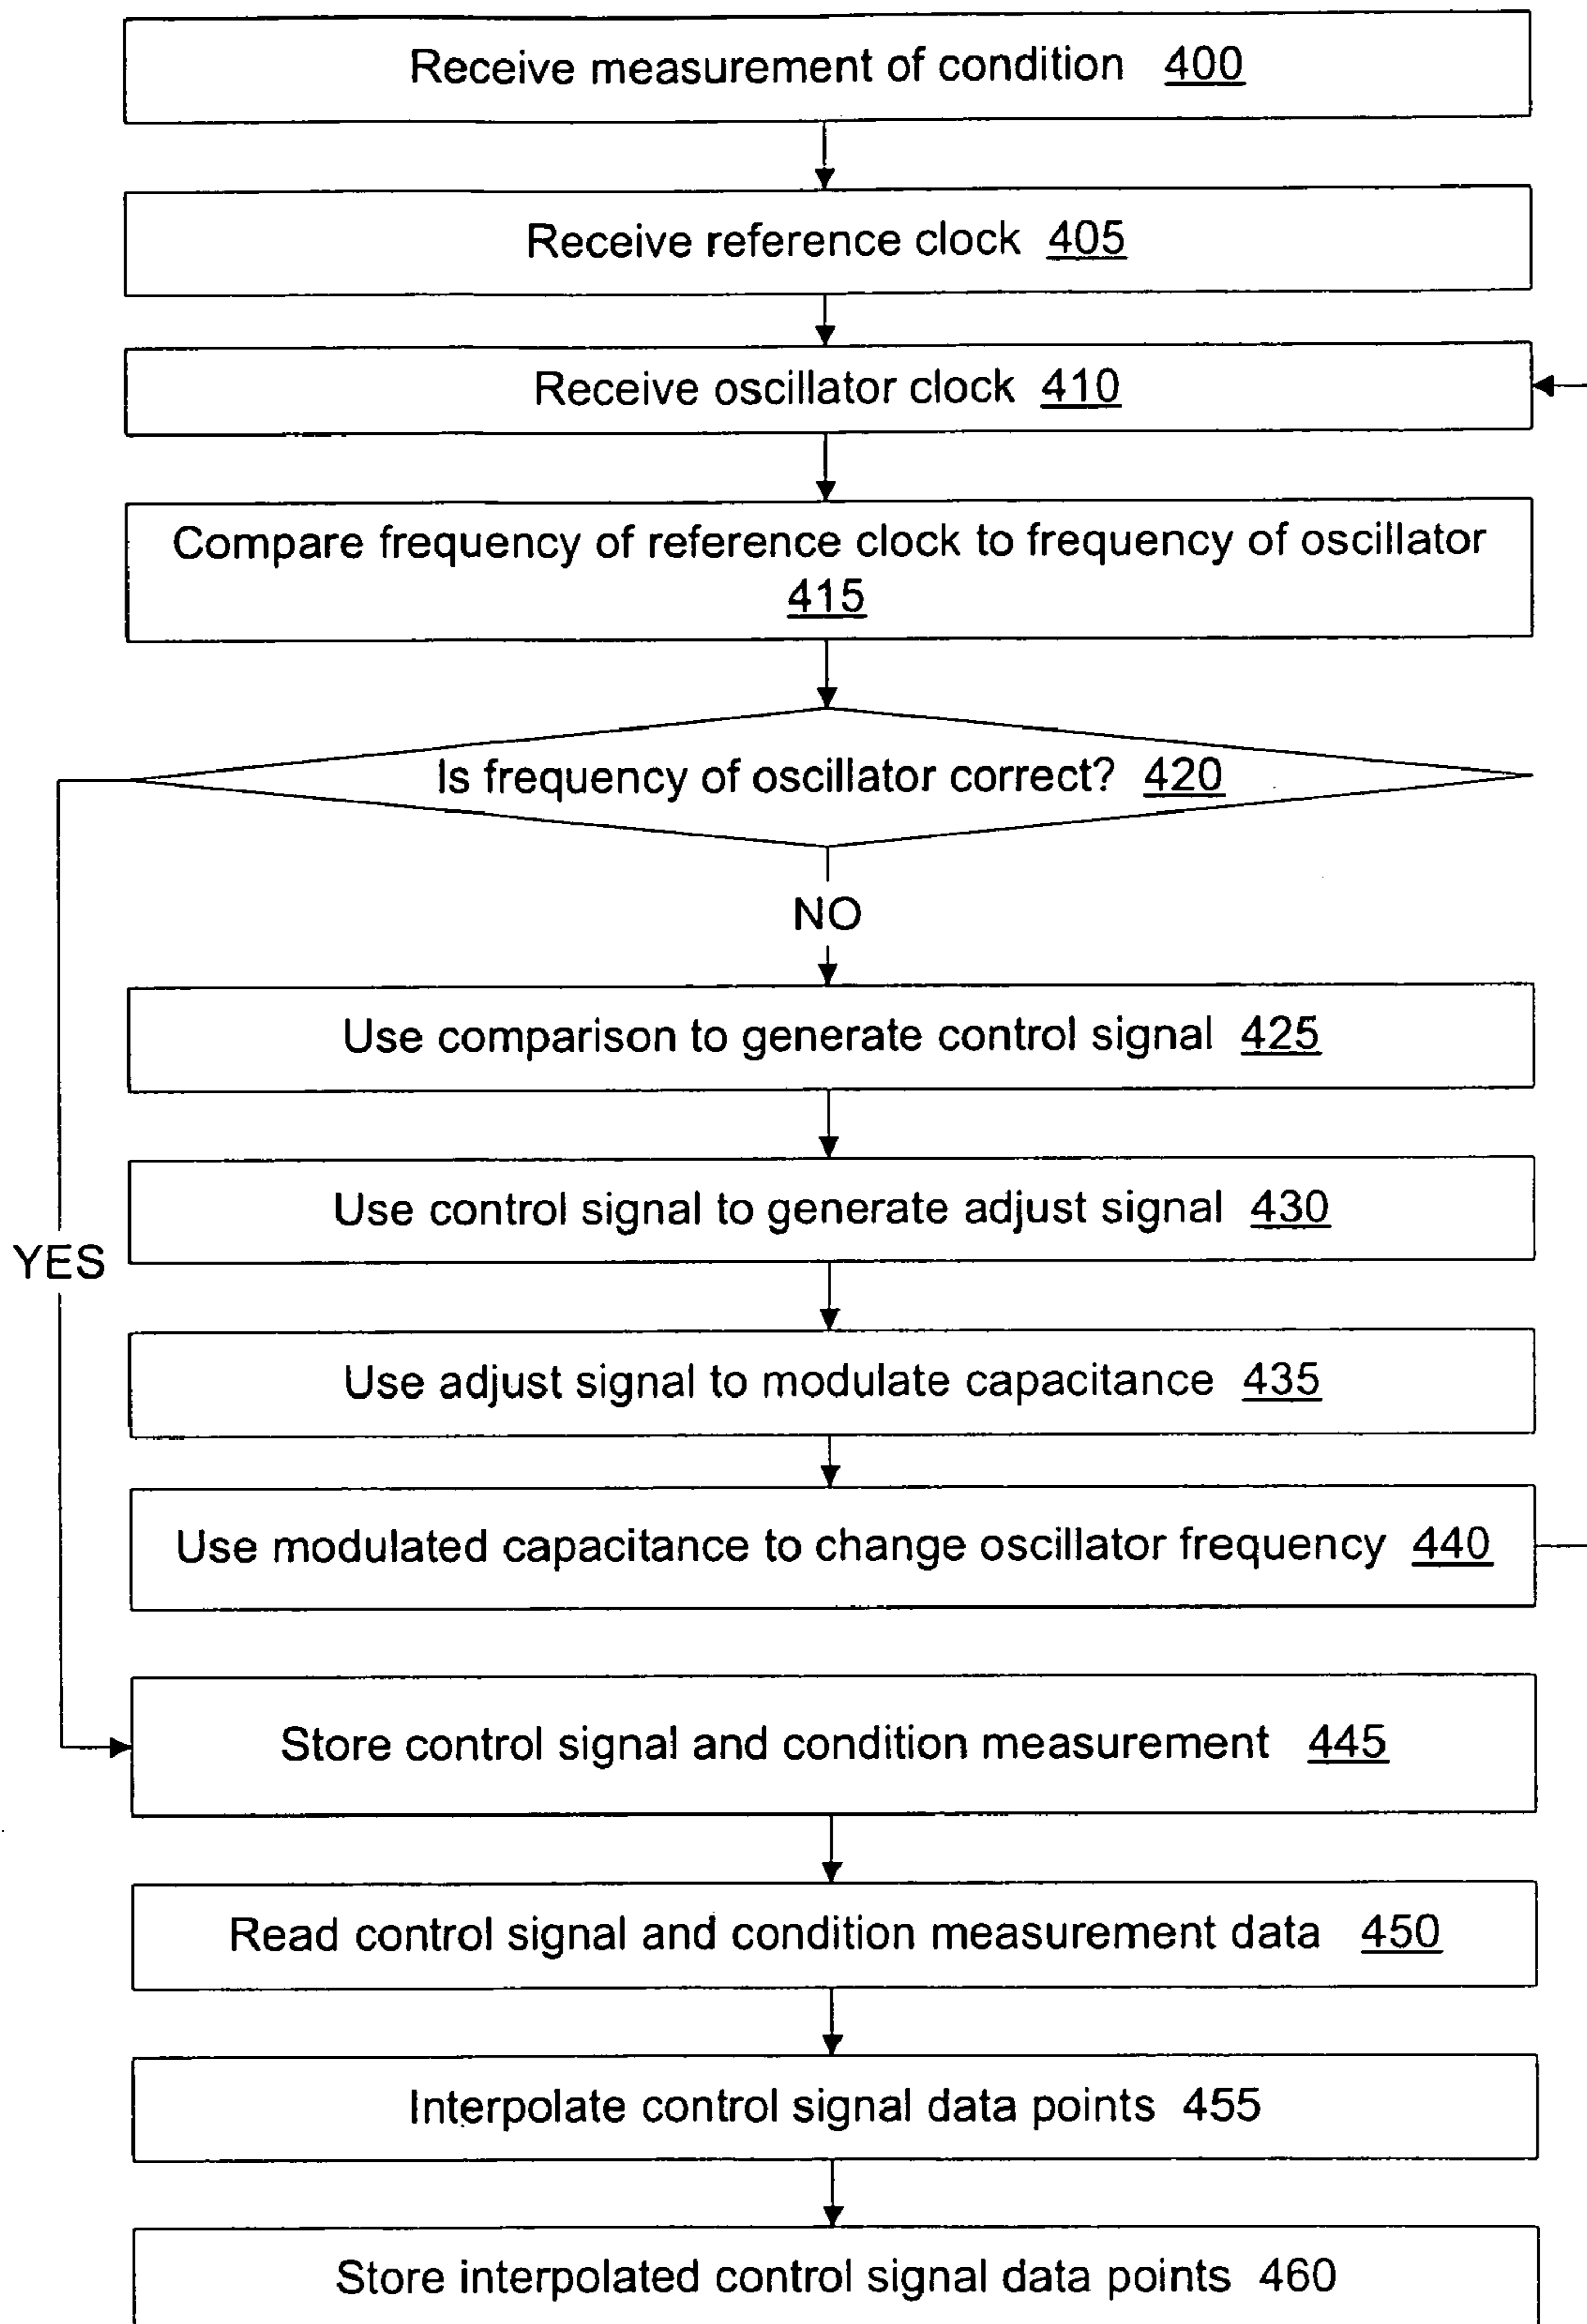 Receive measurement of condition 400
Receive reference clock 405
Receive oscillator clock 410
Compare frequency of reference clock to frequency of oscillator
415
Is frequency of oscillator correct? 420
NO
Use comparison to generate control signal 425
Use control signal to generate adjust signal 430
YES
Use adjust signal to modulate capacitance 435
Use modulated capacitance to change oscillator frequency 440
Store control signal and condition measurement 445
Read control signal and condition measurement data 450
Interpolate control signal data points 455
Store interpolated control signal data points 460